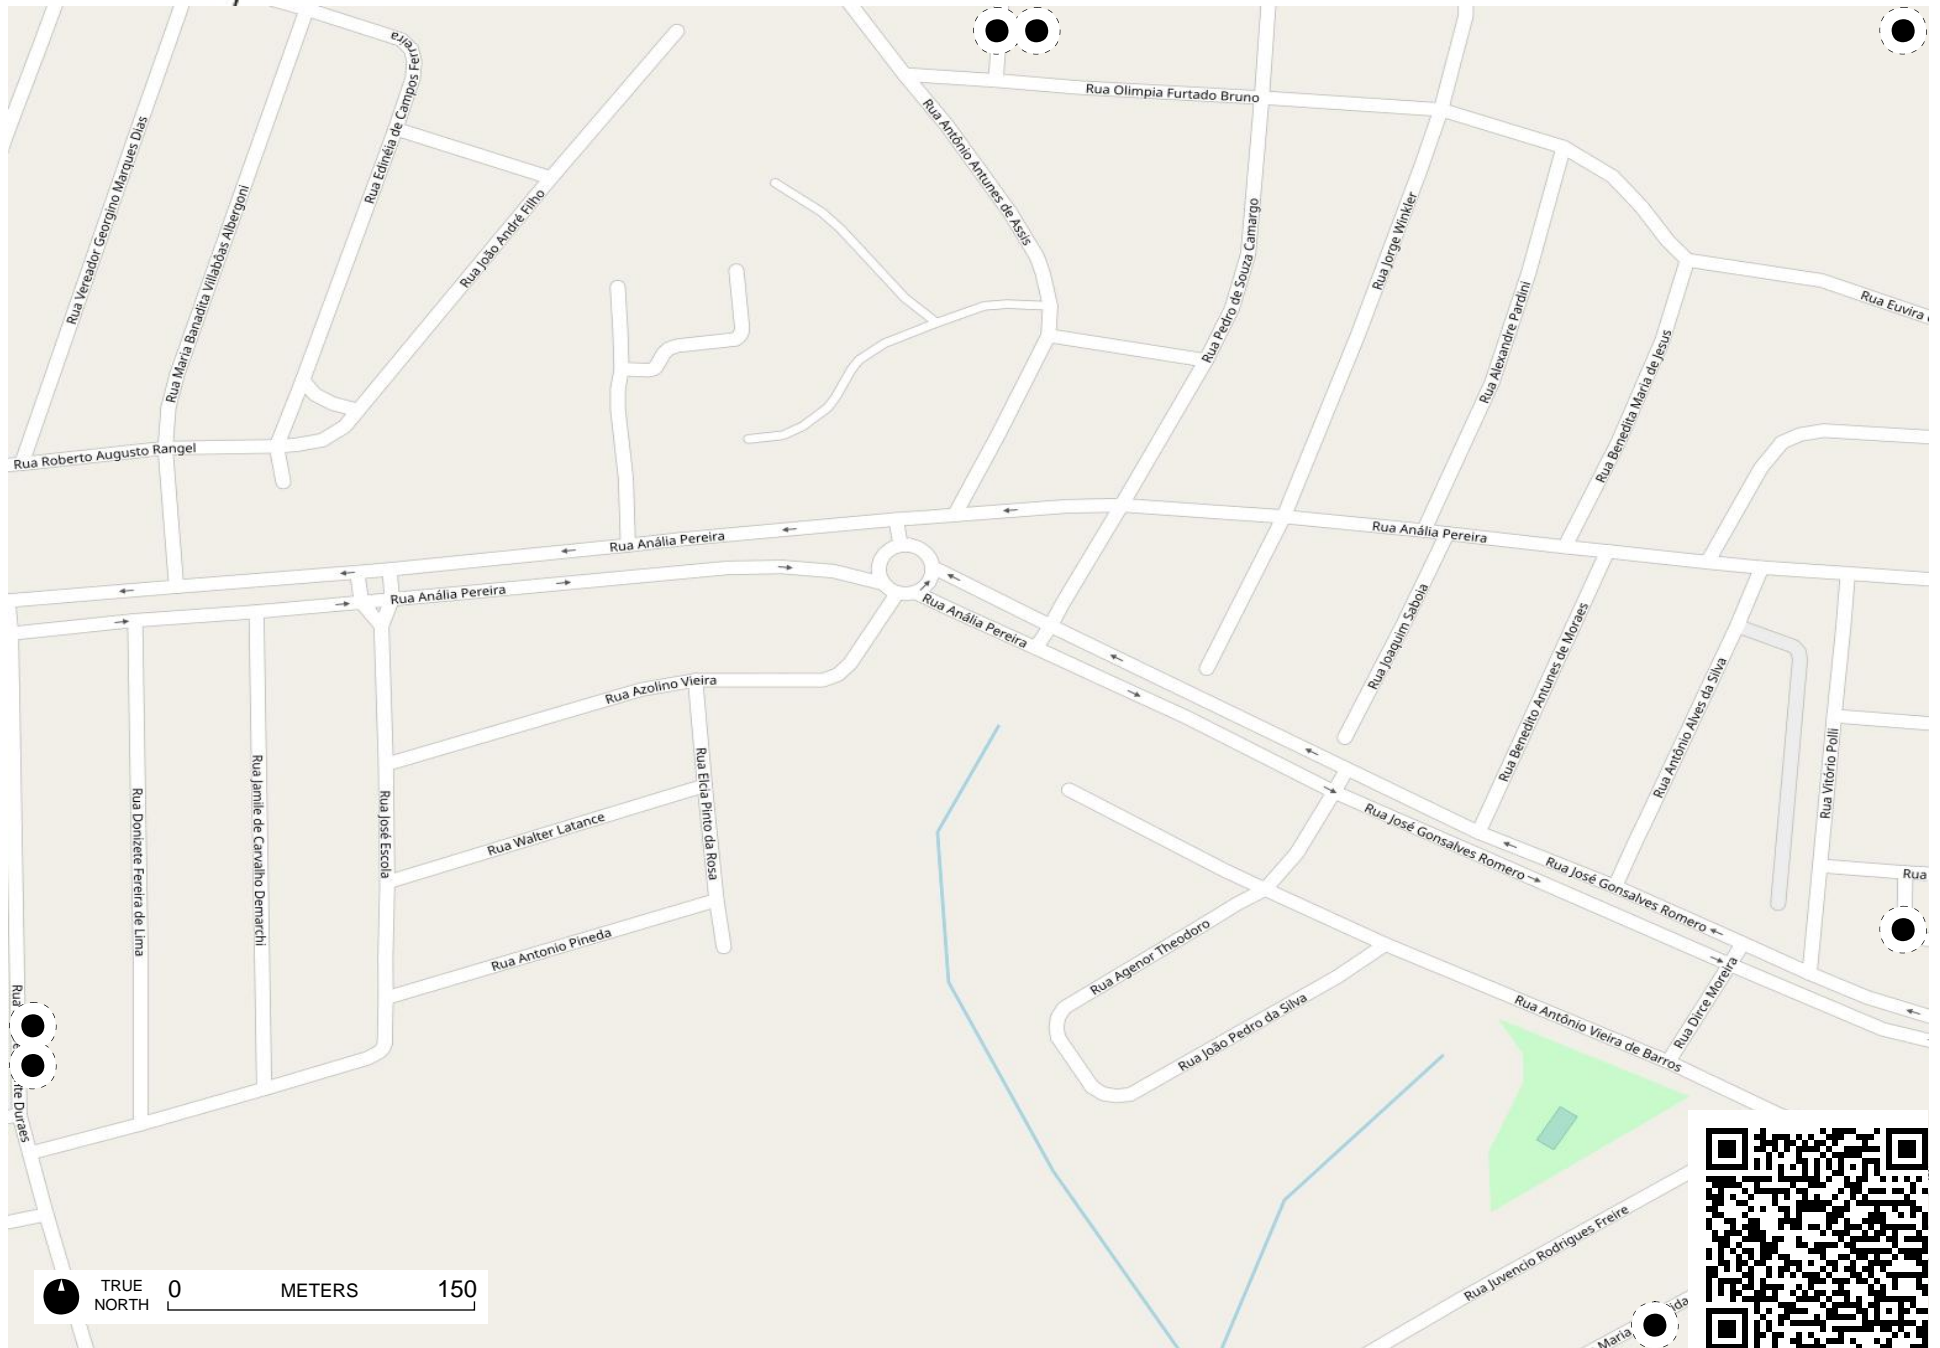 Rua Edinéia de Campos Ferreira
Rua Olimpia Furtado Bruno
Rua Vereador Georgino Marques Dias
Rua Maria Banadita Villabôas Albergoni
Rua João André Filho
Rua Antônio Antunes de Assis
Rua Pedro de Souza Camargo
Rua Jorge Winkler
Rua Alexandre Pardini
Rua Benedita Maria de Jesus
Rua Euvira
Rua Roberto Augusto Rangel
Rua Anália Pereira
Rua Anália Pereira
Rua Anália Pereira
Rua Anália Pereira
Rua Joaquim Saboia
Rua Benedito Antunes de Moraes
Rua Antônio Alves da Silva
Rua Vitório Polli
Rua Azolino Vieira
Rua Elcia Pinto da Rosa
Rua Donizete Fereira de Lima
Rua Jamile de Carvalho Demarchi
Rua José Escola
Rua Walter Latance
Rua Antonio Pineda
Rua José Gonsalves Romero
Rua José Gonsalves Romero
Rua
Rua Agenor Theodoro
Rua João Pedro da Silva
Rua Antônio Vieira de Barros
Rua Dirce Moreira
Rua
Duraes
Rua Juvencio Rodrigues Freire
Maria
TRUE NORTH
0 METERS 150